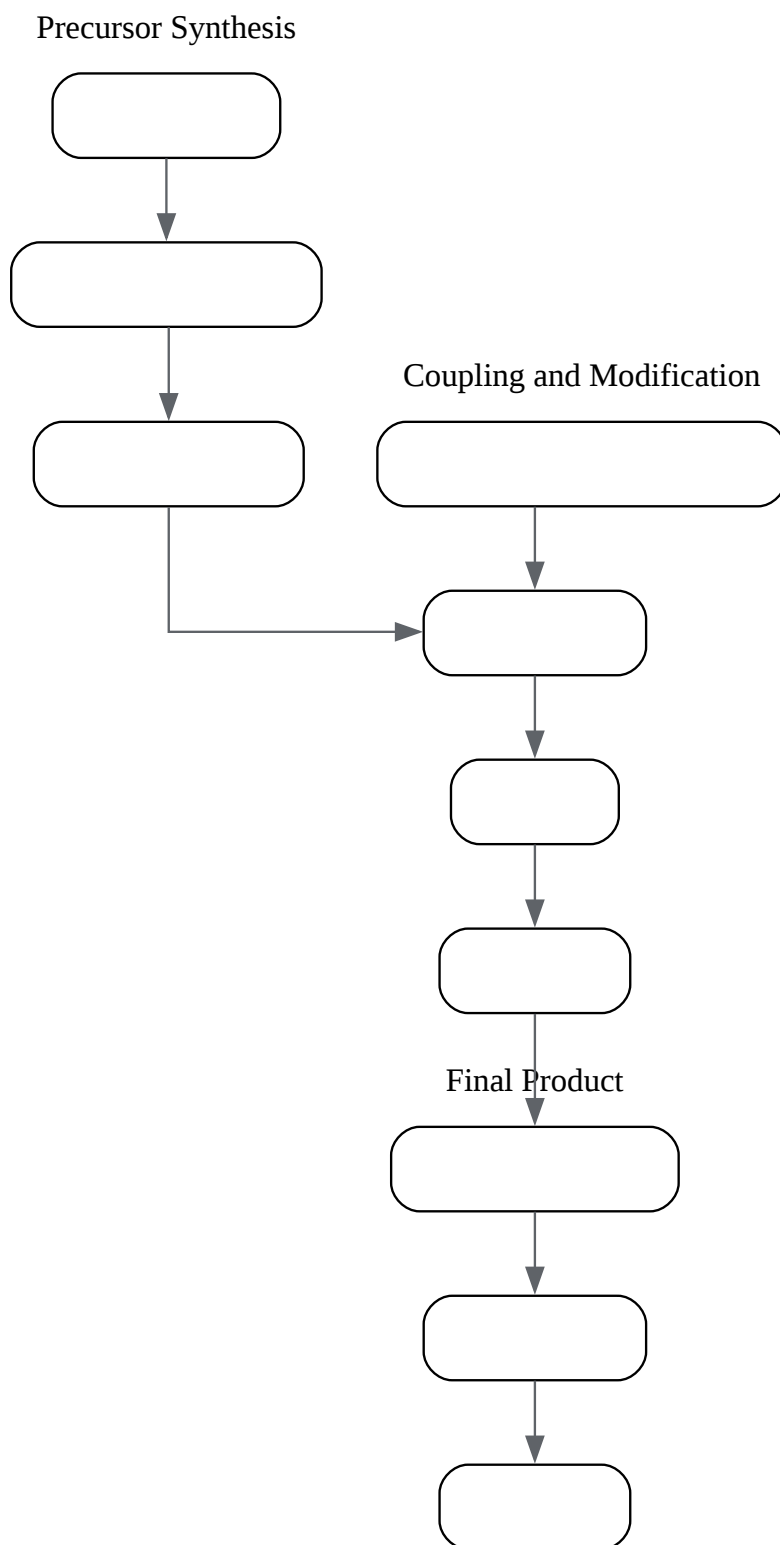 Precursor Synthesis
Coupling and Modification
Final Product